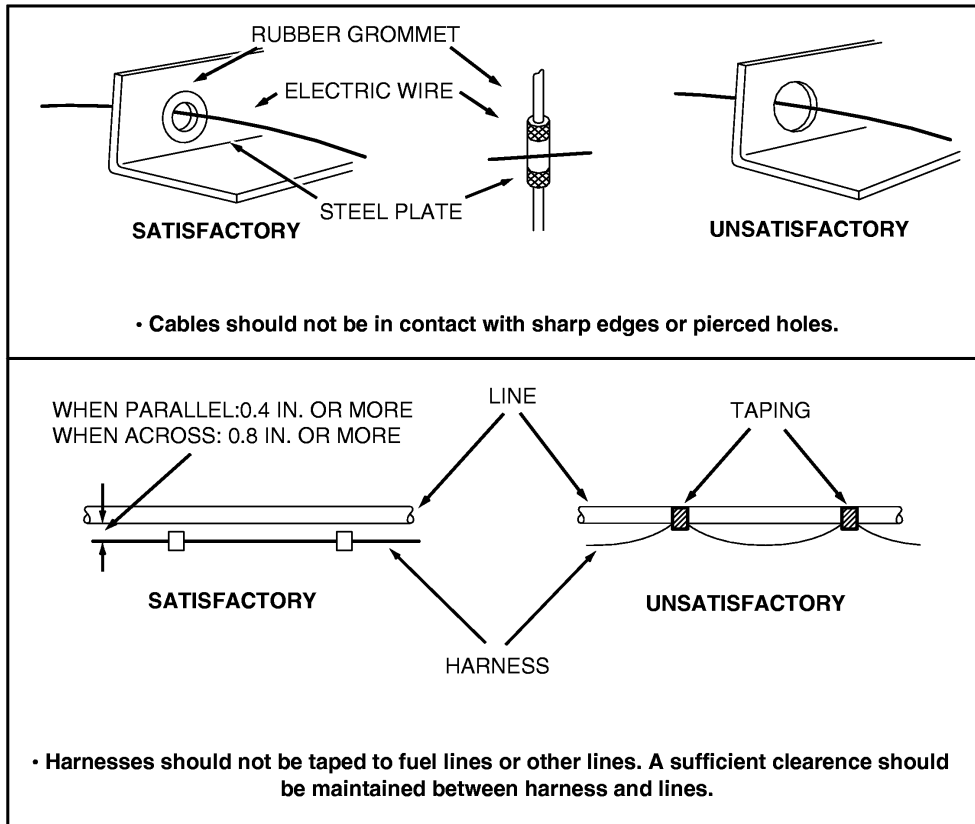 RUBBER GROMMET
ELECTRIC WIRE
STEEL PLATE
SATISFACTORY
UNSATISFACTORY
• Cables should not be in contact with sharp edges or pierced holes.
WHEN PARALLEL:0.4 IN. OR MORE
WHEN ACROSS: 0.8 IN. OR MORE
LINE
TAPING
SATISFACTORY
UNSATISFACTORY
HARNESS
• Harnesses should not be taped to fuel lines or other lines. A sufficient clearence should
be maintained between harness and lines.